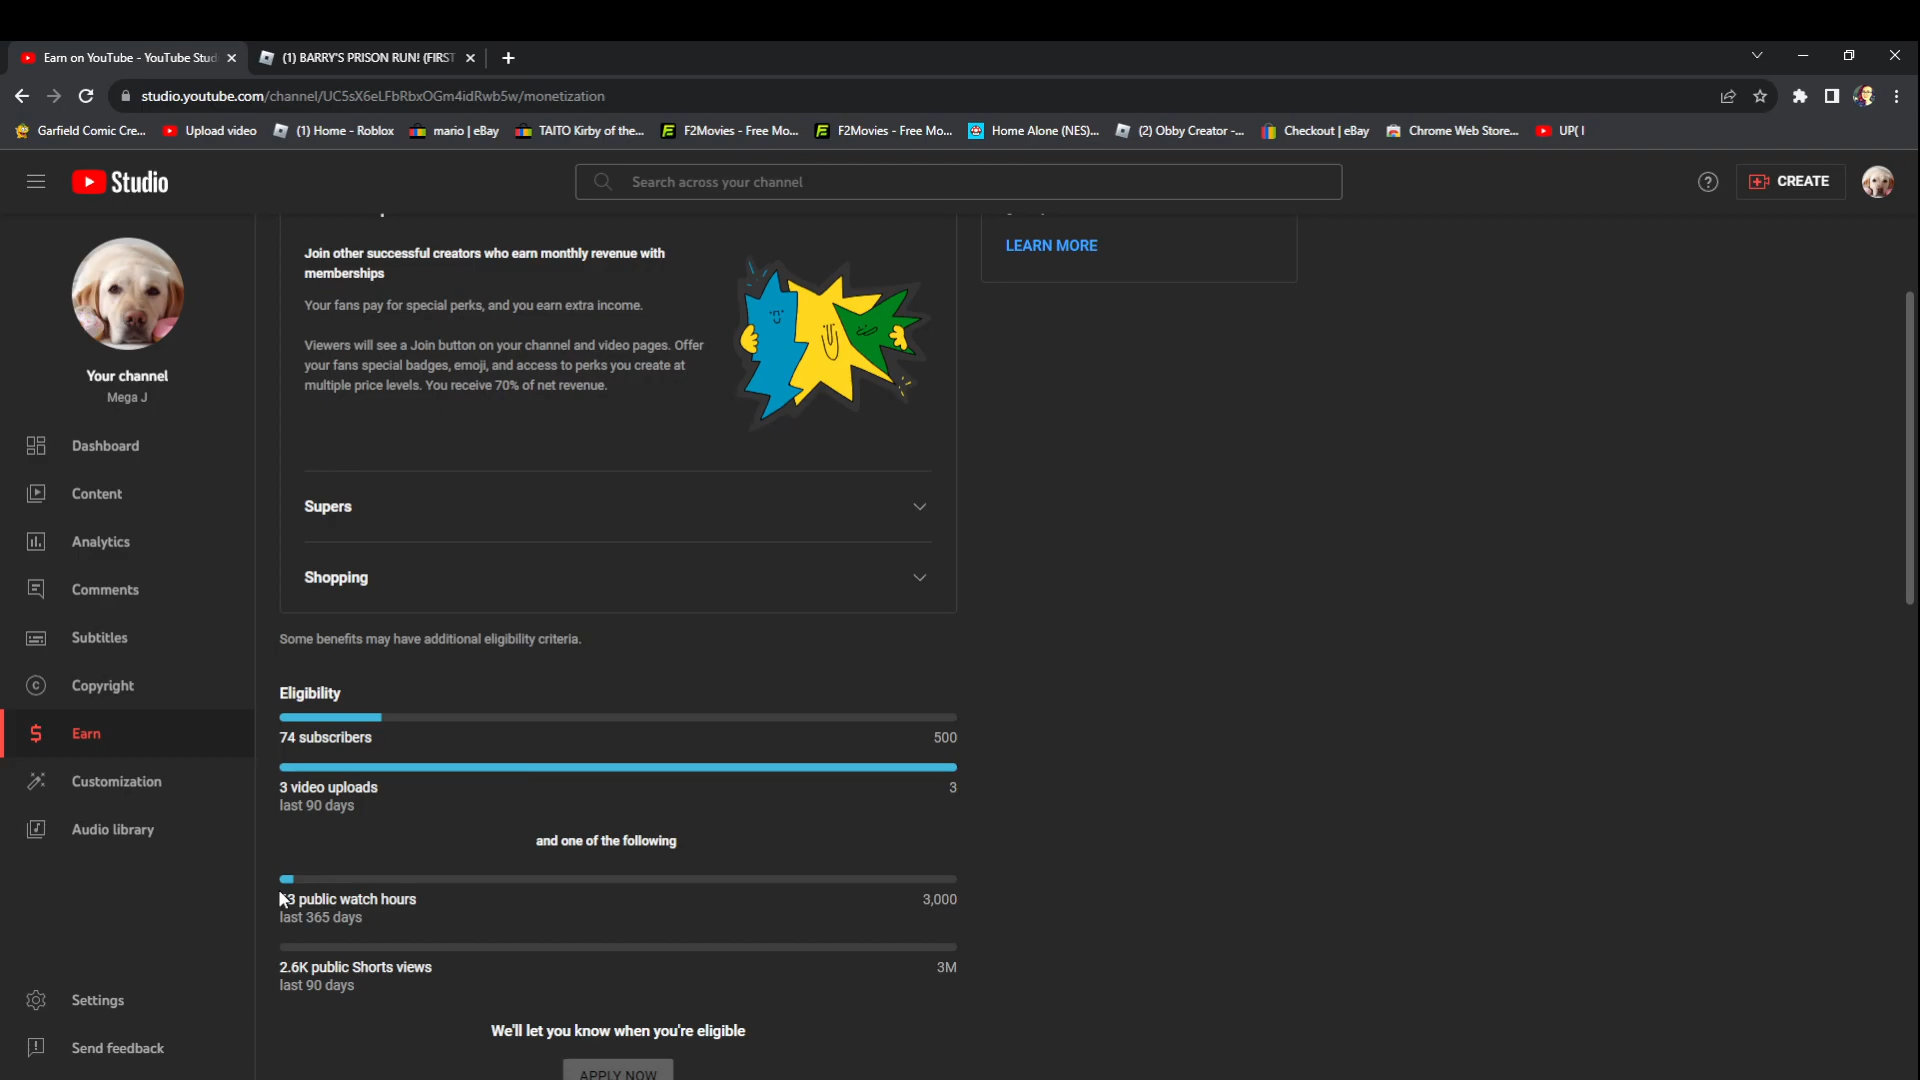 Earn on YouTube - YouTube Stud
(1) BARRY'S PRISON RUN! (FIRST
studio.youtube.com/channel/UC5sX6eLFbRbxOGm4idRwb5w/monetization
Garfield Comic Cre...
Upload video
(1) Home - Roblox
mario | eBay
TAITO Kirby of the...
F2Movies - Free Mo...
F2Movies - Free Mo...
Home Alone (NES)...
(2) Obby Creator -...
Checkout | eBay
Chrome Web Store...
UP( I
Studio
Search across your channel
CREATE
Your channel
Mega J
Dashboard
Content
Analytics
Comments
Subtitles
Copyright
Earn
Customization
Audio library
Settings
Send feedback
Join other successful creators who earn monthly revenue with
memberships
Your fans pay for special perks, and you earn extra income.
Viewers will see a Join button on your channel and video pages. Offer
your fans special badges, emoji, and access to perks you create at
multiple price levels. You receive 70% of net revenue.
LEARN MORE
Supers
Shopping
Some benefits may have additional eligibility criteria.
Eligibility
74 subscribers
500
3 video uploads
3
last 90 days
and one of the following
public watch hours
3,000
last 365 days
2.6K public Shorts views
3M
last 90 days
We'll let you know when you're eligible
APPLY NOW